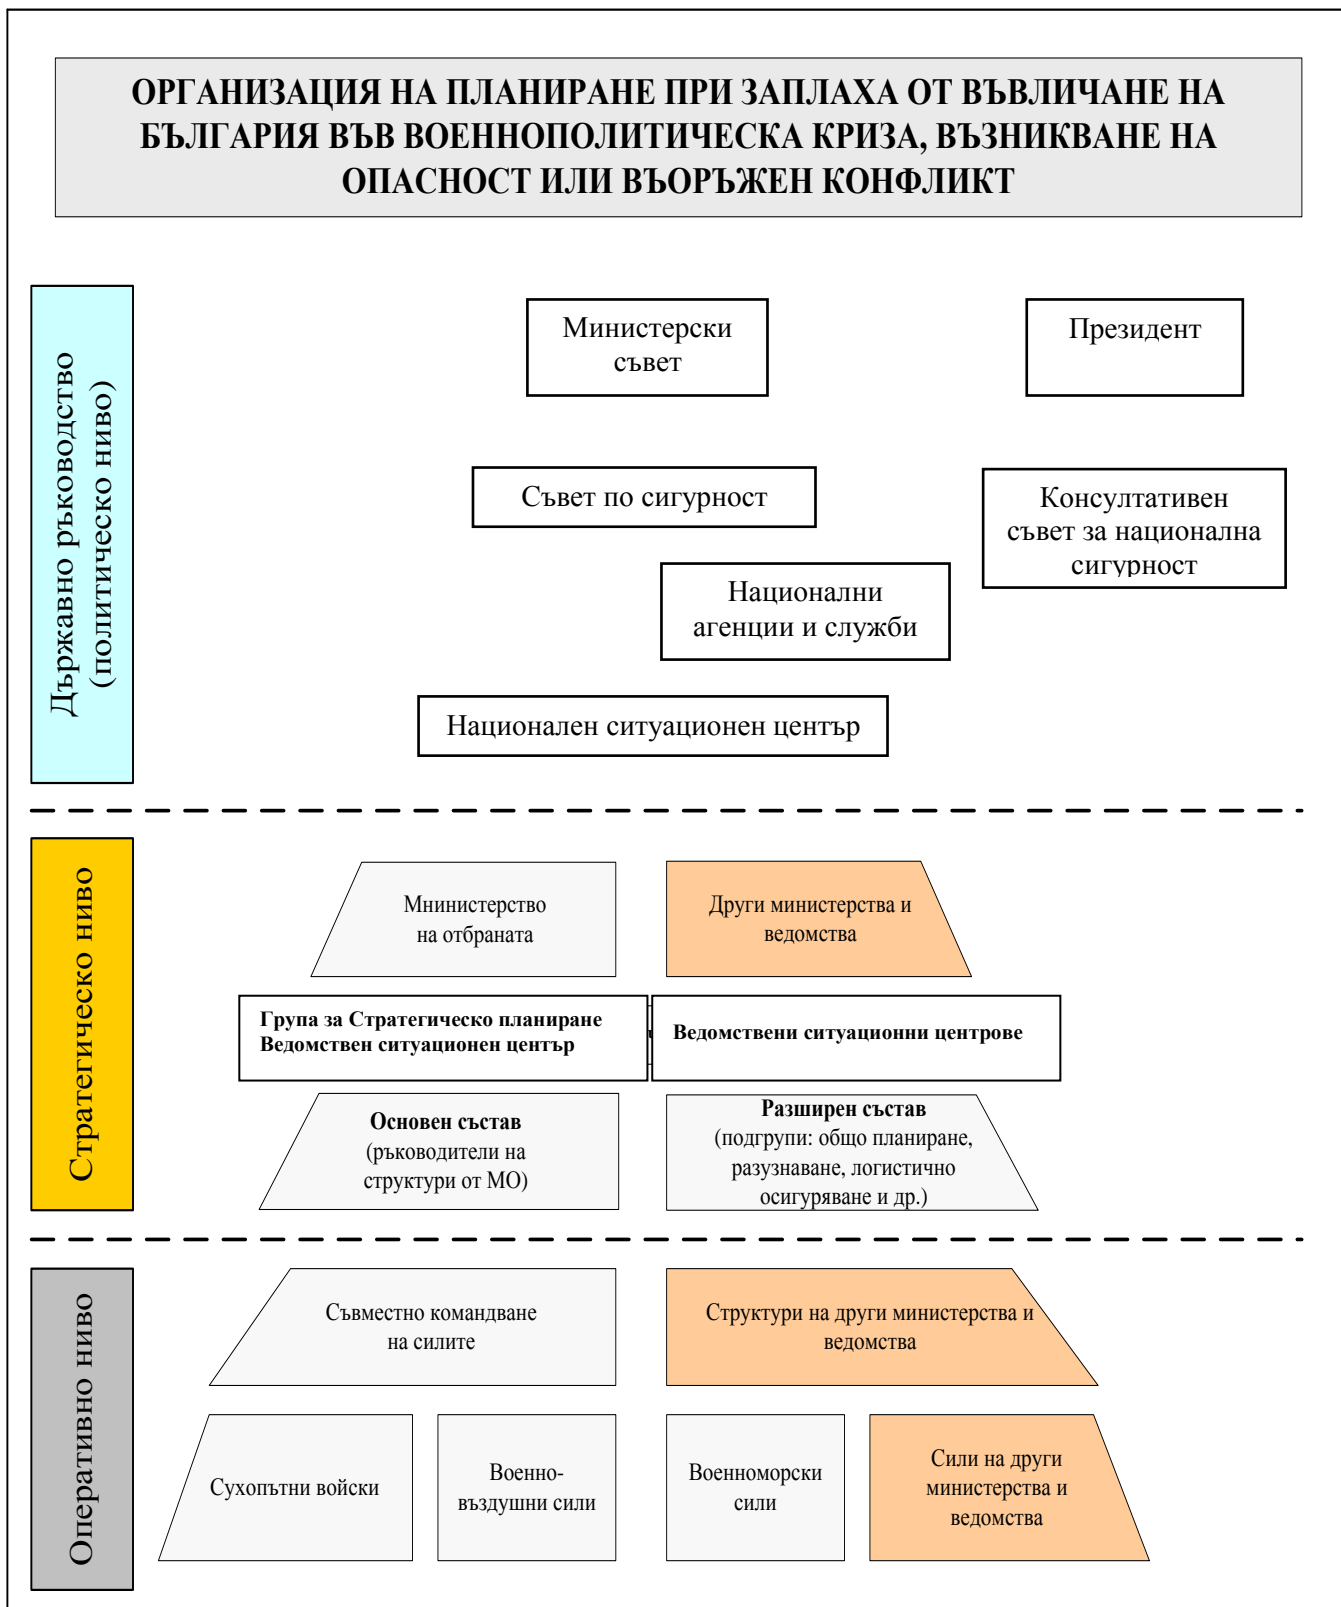 ОРГАНИЗАЦИЯ НА ПЛАНИРАНЕ ПРИ ЗАПЛАХА ОТ ВЪВЛИЧАНЕ НА
БЪЛГАРИЯ ВЪВ ВОЕННОПОЛИТИЧЕСКА КРИЗА, ВЪЗНИКВАНЕ НА
ОПАСНОСТ ИЛИ ВЪОРЪЖЕН КОНФЛИКТ
Държавно ръководство
(политическо ниво)
Министерски
съвет
Президент
Съвет по сигурност
Консултативен
съвет за национална
сигурност
Национални
агенции и служби
Национален ситуационен център
Стратегическо ниво
Мнинистерство
на отбраната
Други министерства и
ведомства
Група за Стратегическо планиране
Ведомствен ситуационен център
Ведомствени ситуационни центрове
Основен състав
(ръководители на
структури от МО)
Разширен състав
(подгрупи: общо планиране,
разузнаване, логистично
осигуряване и др.)
Оперативно ниво
Съвместно командване
на силите
Структури на други министерства и
ведомства
Сухопътни войски
Военно-
въздушни сили
Военноморски
сили
Сили на други
министерства и
ведомства